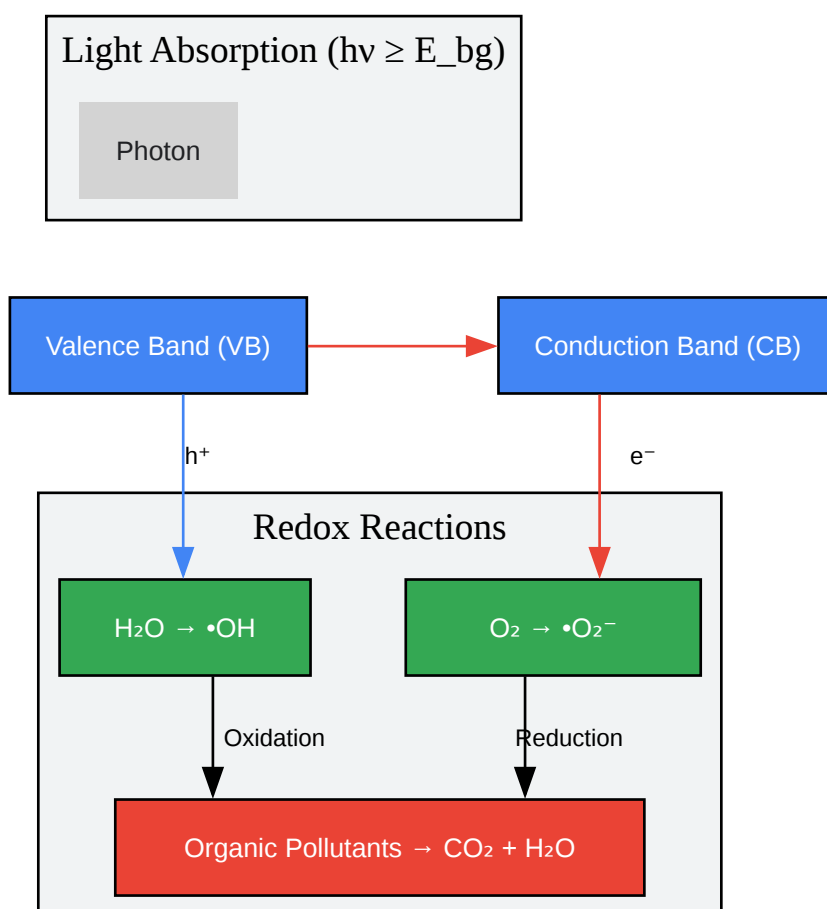 Light Absorption (hν ≥ E_bg)
Photon
Valence Band (VB)
Conduction Band (CB)
h⁺
e⁻
Redox Reactions
H₂O → •OH
O₂ → •O₂⁻
Oxidation
Reduction
Organic Pollutants → CO₂ + H₂O